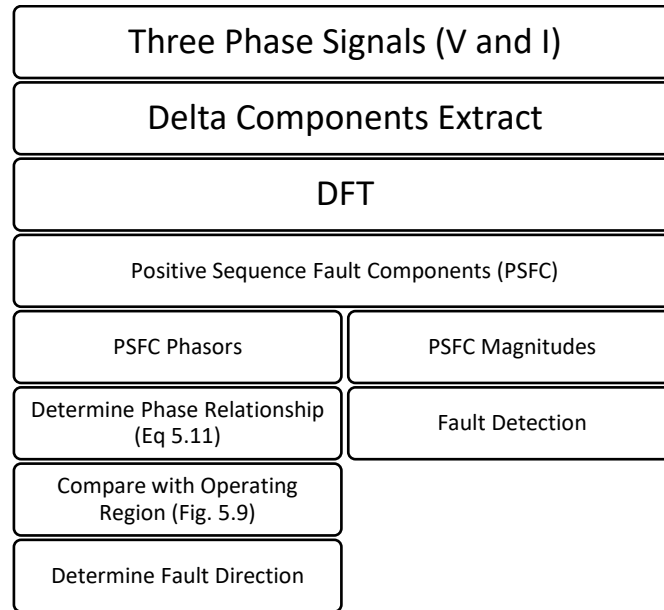 Three Phase Signals (V and I)
Delta Components Extract
DFT
Positive Sequence Fault Components (PSFC)
PSFC Phasors
PSFC Magnitudes
Determine Phase Relationship
(Eq 5.11)
Fault Detection
Compare with Operating
Region (Fig. 5.9)
Determine Fault Direction